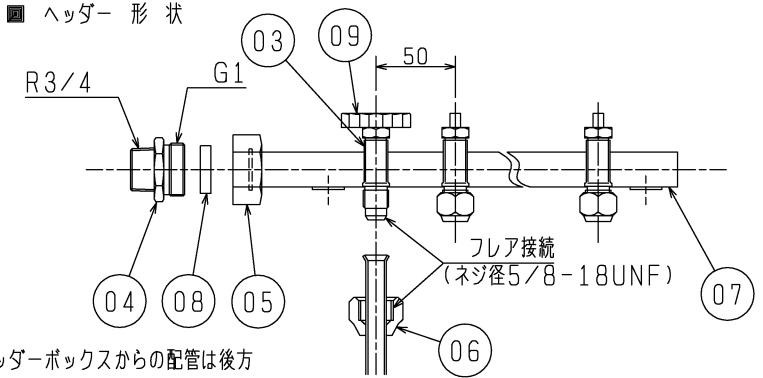 回 ヘッダー 形 状
03
09
50
R3/4
G1
04
08
05
フレア接続
(ネジ径5/8-18UNF)
07
06
ッダーボックスからの配管は後方